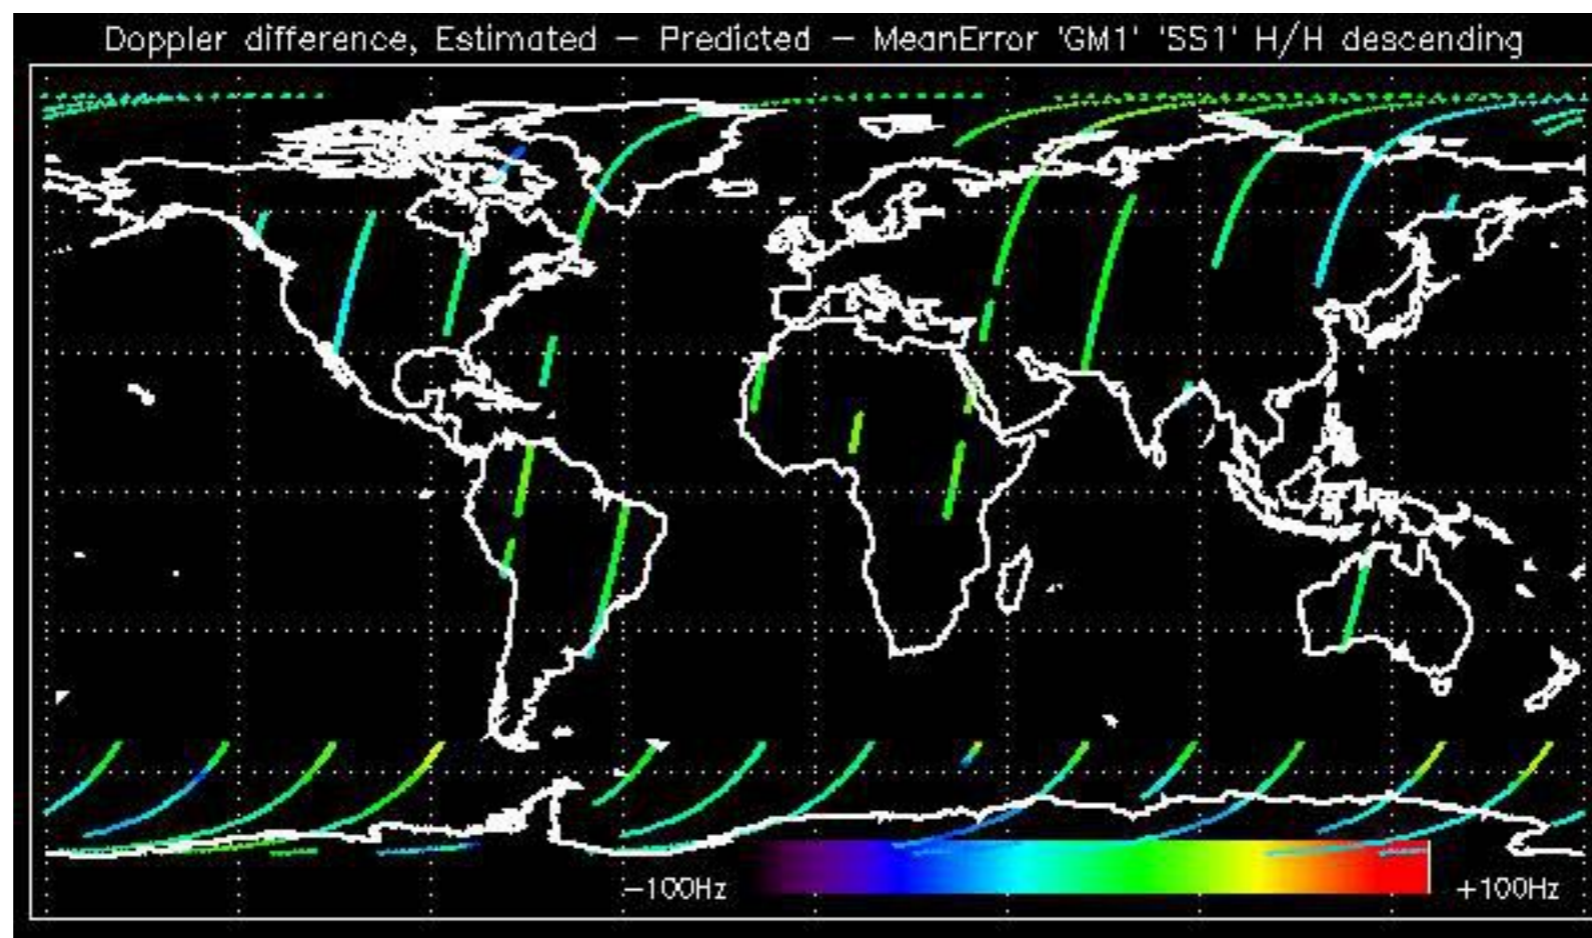 Doppler difference, Estimated – Predicted – MeanError 'GM1' 'SS1' H/H descending
–100Hz
+100Hz